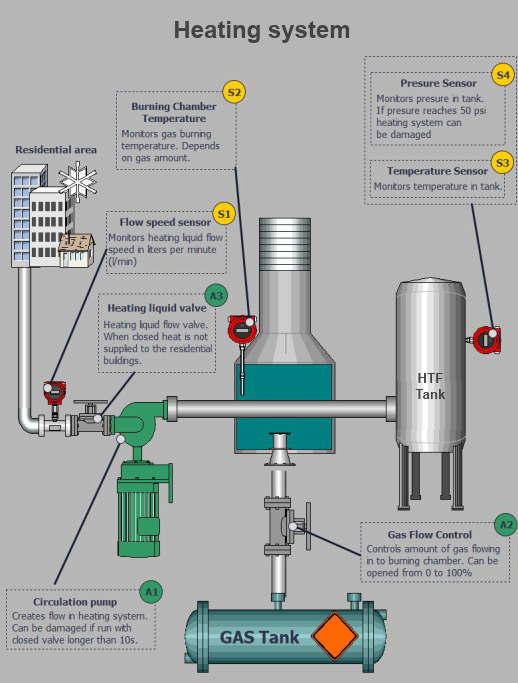 Heating system
S4
Presure Sensor
Monitors presure in tank.
If presure reaches 50 psi
heating system can
be damaged
S2
Burning Chamber
Temperature
Monitors gas burning
temperature. Depends
on gas amount.
S3
Temperature Sensor
Monitors temperature in tank.
Residential area
S1
Flow speed sensor
Monitors heating liquid flow
speed in liters per minute
(l/min)
A3
Heating liquid valve
Heating liquid flow valve.
When closed heat is not
supplied to the residential
buildings.
HTF
Tank
A2
Gas Flow Control
Controls amount of gas flowing
in to burning chamber. Can be
opened from 0 to 100%
A1
Circulation pump
Creates flow in heating system.
Can be damaged if run with
closed valve longer than 10s.
GAS Tank